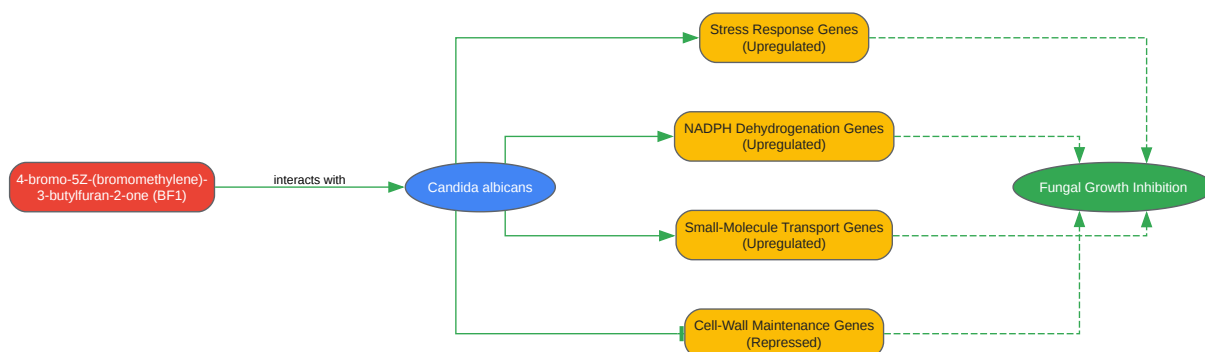 Stress Response Genes
(Upregulated)
NADPH Dehydrogenation Genes
(Upregulated)
4-bromo-5Z-(bromomethylene)-
3-butylfuran-2-one (BF1)
interacts with
Candida albicans
Fungal Growth Inhibition
Small-Molecule Transport Genes
(Upregulated)
Cell-Wall Maintenance Genes
(Repressed)